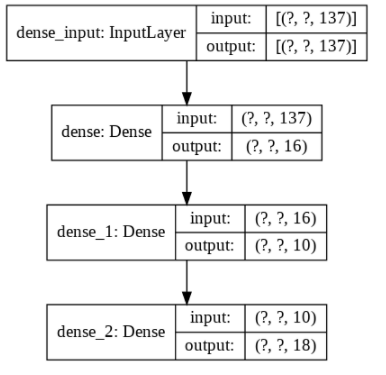 dense_input: InputLayer
input: [(?, ?, 137)]
output: [(?, ?, 137)]
dense: Dense
input: (?, ?, 137)
output: (?, ?, 16)
dense_1: Dense
input: (?, ?, 16)
output: (?, ?, 10)
dense_2: Dense
input: (?, ?, 10)
output: (?, ?, 18)